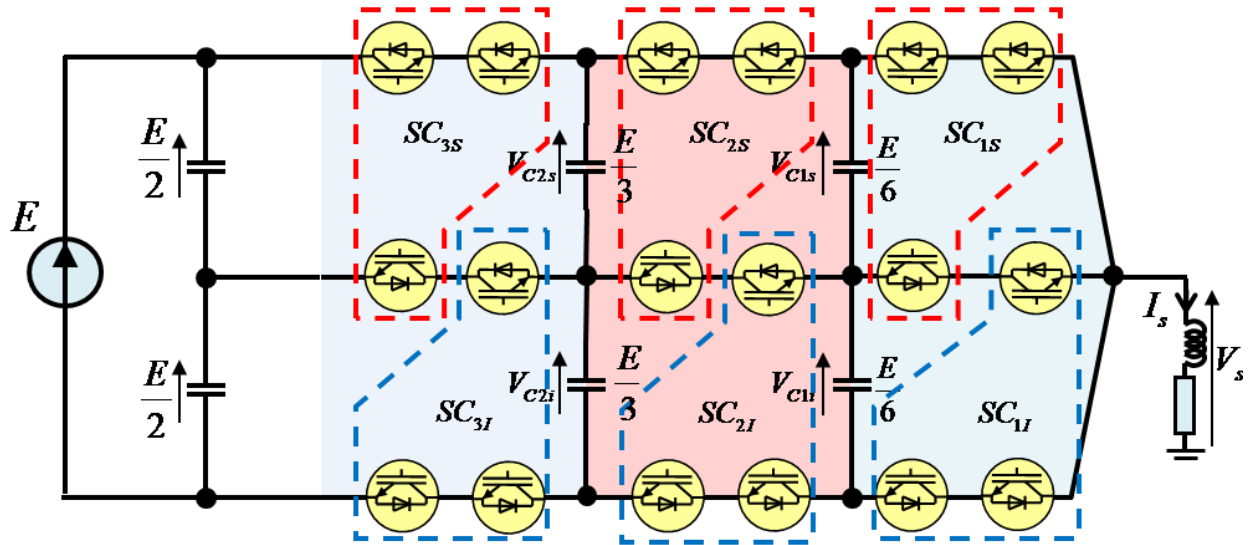 E
E/2
E/2
SC3S
VC2s
E/3
SC2S
VC1s
E/6
SC1S
SC3I
VC2i
E/3
SC2I
VC1i
E/6
SC1I
Is
Vs